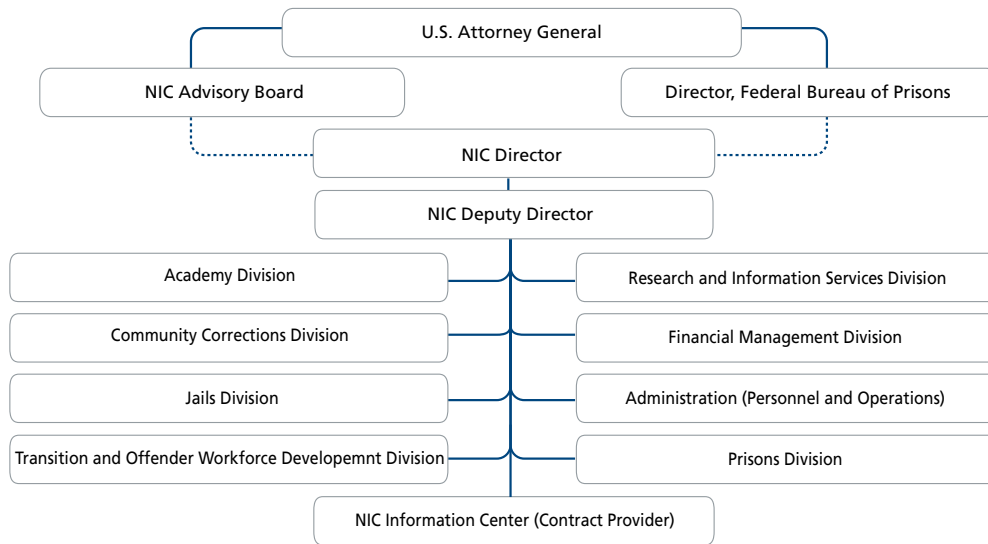 U.S. Attorney General
NIC Advisory Board
Director, Federal Bureau of Prisons
NIC Director
NIC Deputy Director
Academy Division
Research and Information Services Division
Community Corrections Division
Financial Management Division
Jails Division
Administration (Personnel and Operations)
Transition and Offender Workforce Developemnt Division
Prisons Division
NIC Information Center (Contract Provider)